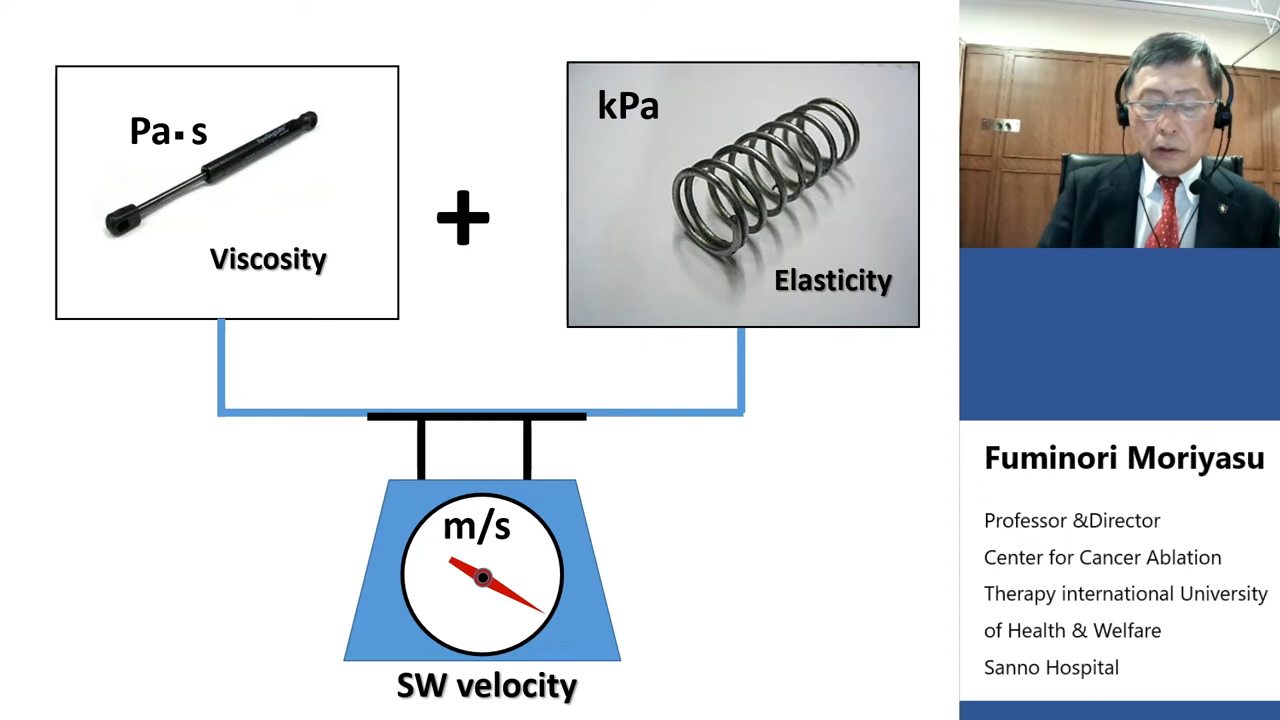 Pa▪s
Viscosity
+
kPa
Elasticity
m/s
SW velocity
Fuminori Moriyasu
Professor &Director
Center for Cancer Ablation
Therapy international University
of Health & Welfare
Sanno Hospital